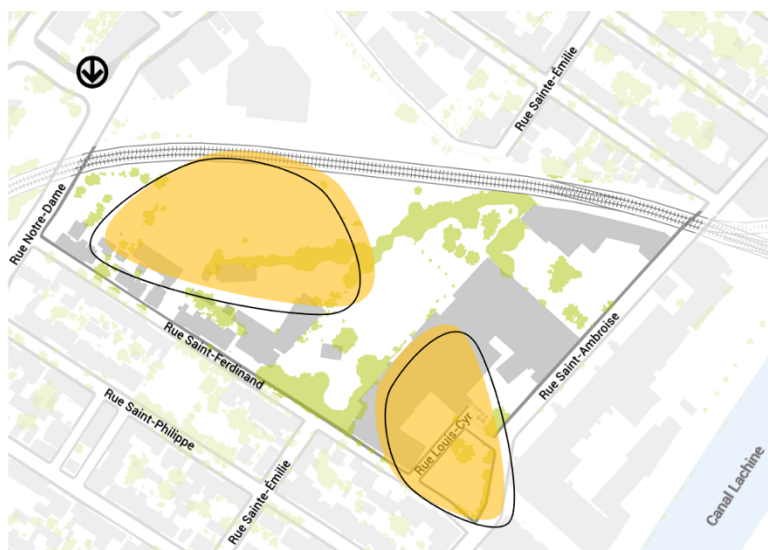 Rue Sainte-Émilie
Rue Notre-Dame
Rue Saint-Ferdinand
Rue Saint-Ambroise
Rue Saint-Philippe
Rue Louis-Cyr
Rue Sainte-Émilie
Canal Lachine